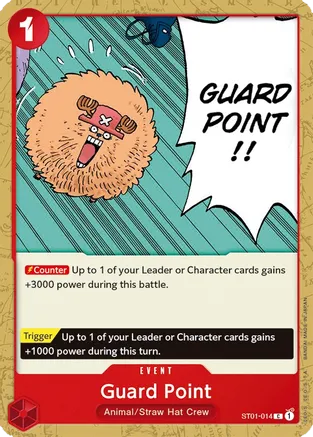 1
GUARD
POINT
!!
Counter Up to 1 of your Leader or Character cards gains
+3000 power during this battle.
Trigger Up to 1 of your Leader or Character cards gains
+1000 power during this turn.
EVENT
Guard Point
Animal/Straw Hat Crew
ST01-014 C 1